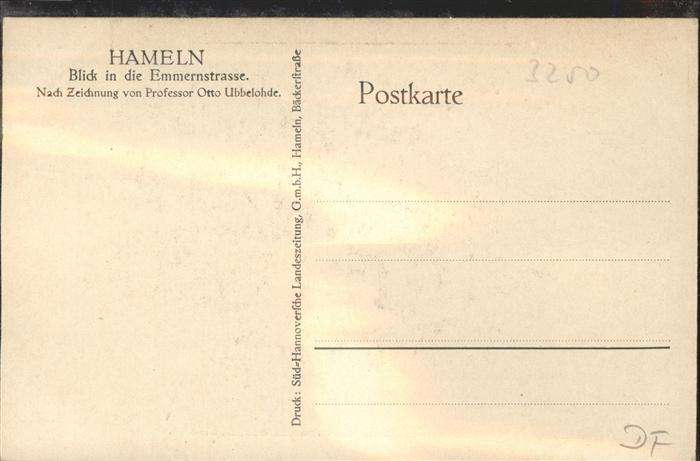 HAMELN
Blick in die Emmernstrasse.
Nach Zeichnung von Professor Otto Ubbelohde.
Druck: Süd-Hannoversche Landeszeitung, G.m.b.H., Hameln, Bäckerstraße
Postkarte
3250
DF